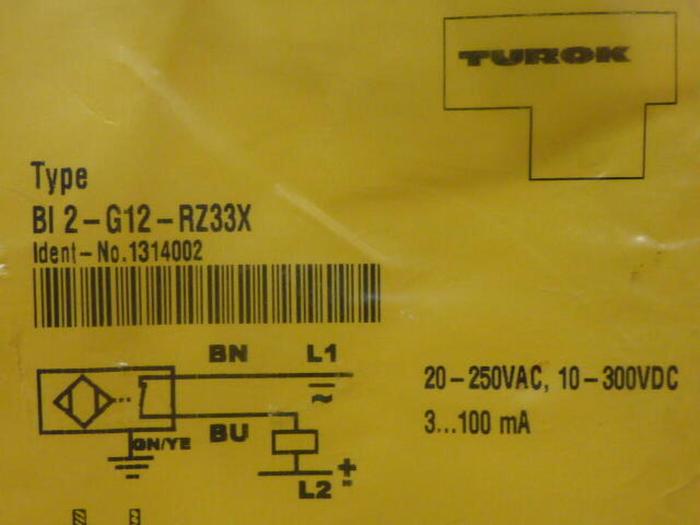 TUROK
Type
BI 2-G12-RZ33X
Ident-No.1314002
BN L1
20-250VAC, 10-300VDC
BU
3...100 mA
GN/YE
L2